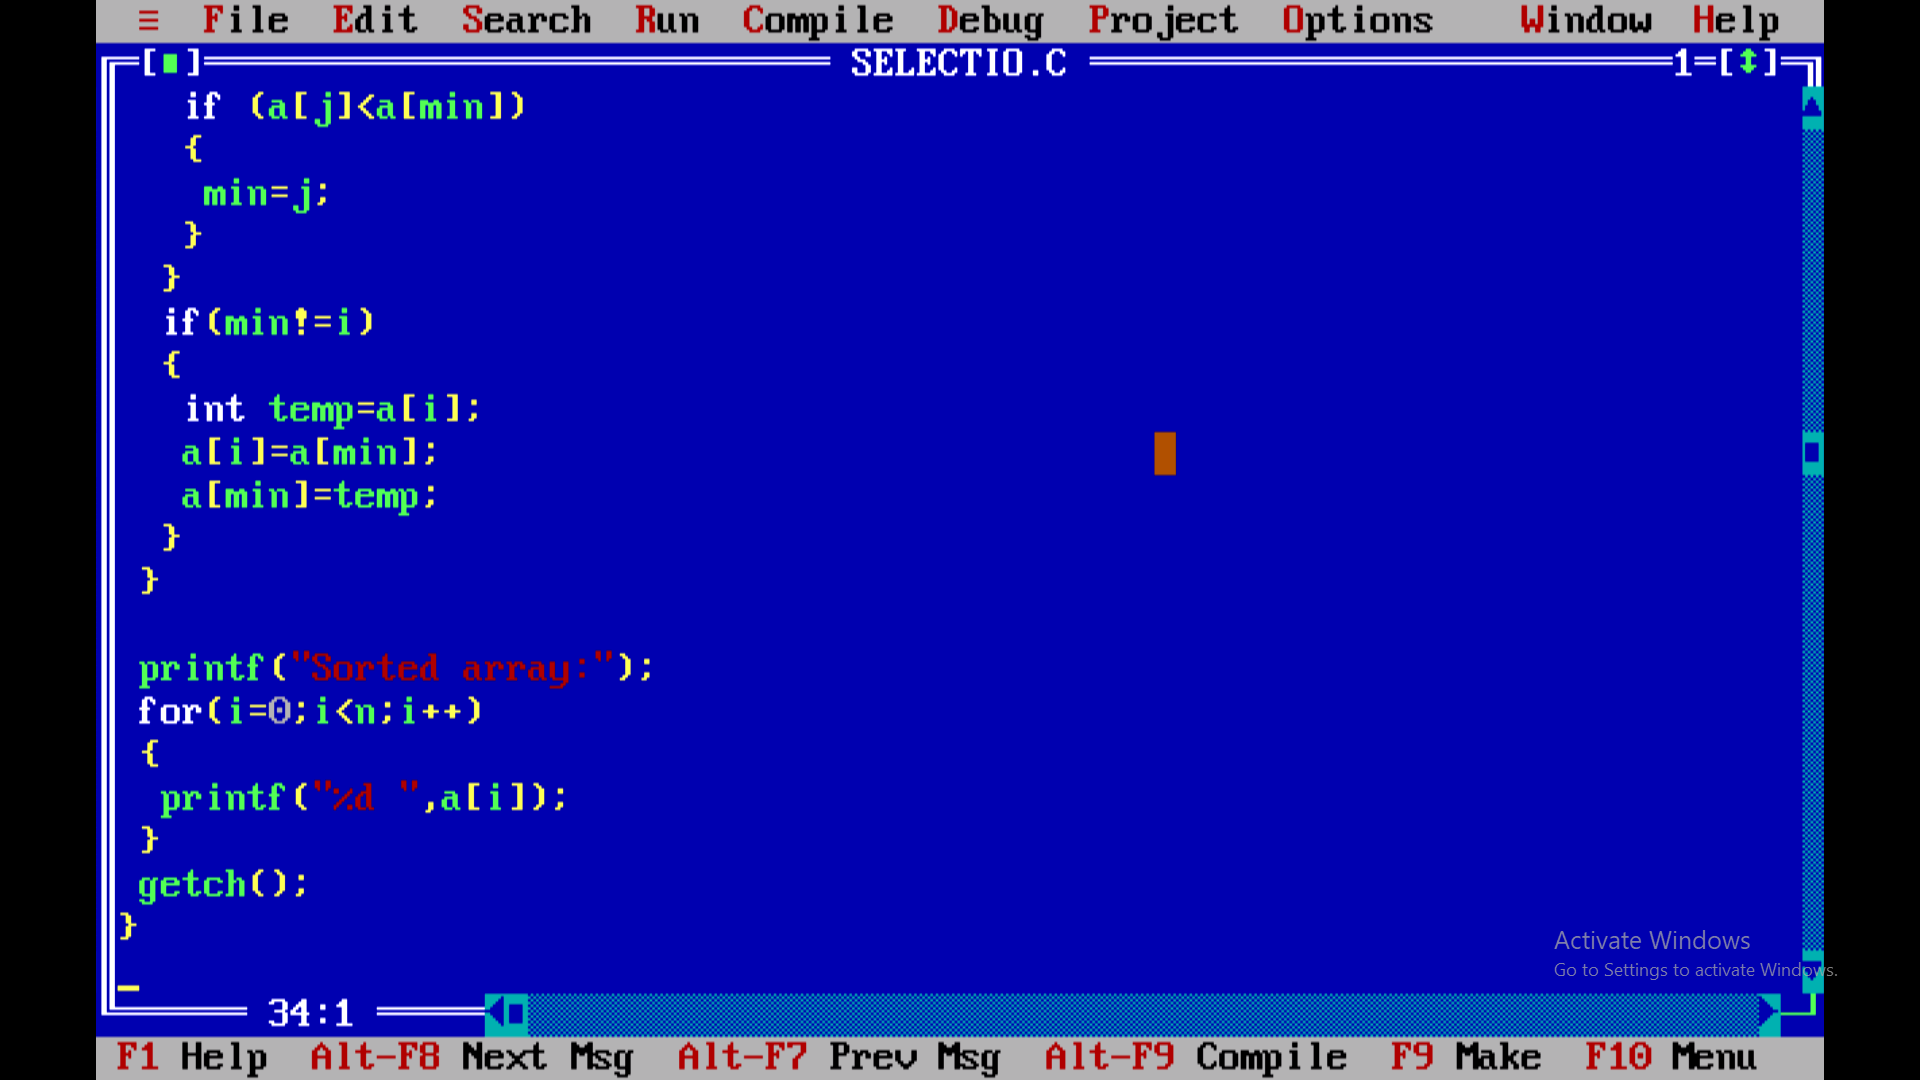 ≡ File Edit Search Run Compile Debug Project Options Window Help
[■] SELECTIO.C 1=[↕]
if (a[j]<a[min])
{
min=j;
}
}
if(min!=i)
{
int temp=a[i];
a[i]=a[min];
a[min]=temp;
}
}
printf("Sorted array:");
for(i=0;i<n;i++)
{
printf("%d ",a[i]);
}
getch();
}
Activate Windows
Go to Settings to activate Windows.
34:1
F1 Help Alt-F8 Next Msg Alt-F7 Prev Msg Alt-F9 Compile F9 Make F10 Menu